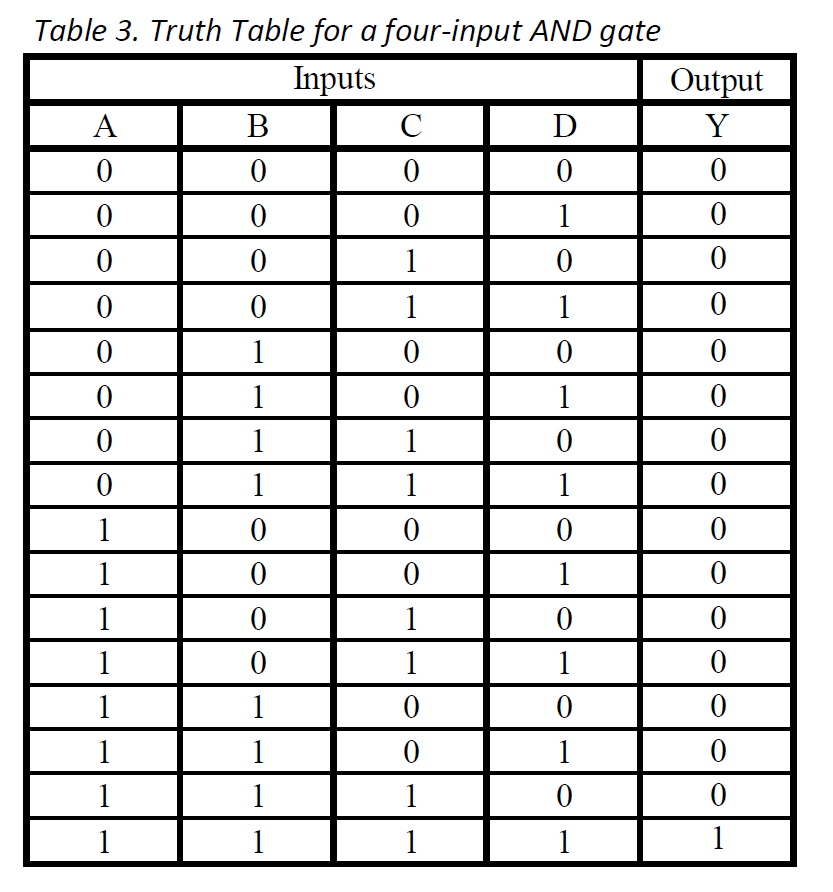 Table 3. Truth Table for a four-input AND gate
Inputs Output
A B C D Y
0 0 0 0 0
0 0 0 1 0
0 0 1 0 0
0 0 1 1 0
0 1 0 0 0
0 1 0 1 0
0 1 1 0 0
0 1 1 1 0
1 0 0 0 0
1 0 0 1 0
1 0 1 0 0
1 0 1 1 0
1 1 0 0 0
1 1 0 1 0
1 1 1 0 0
1 1 1 1 1